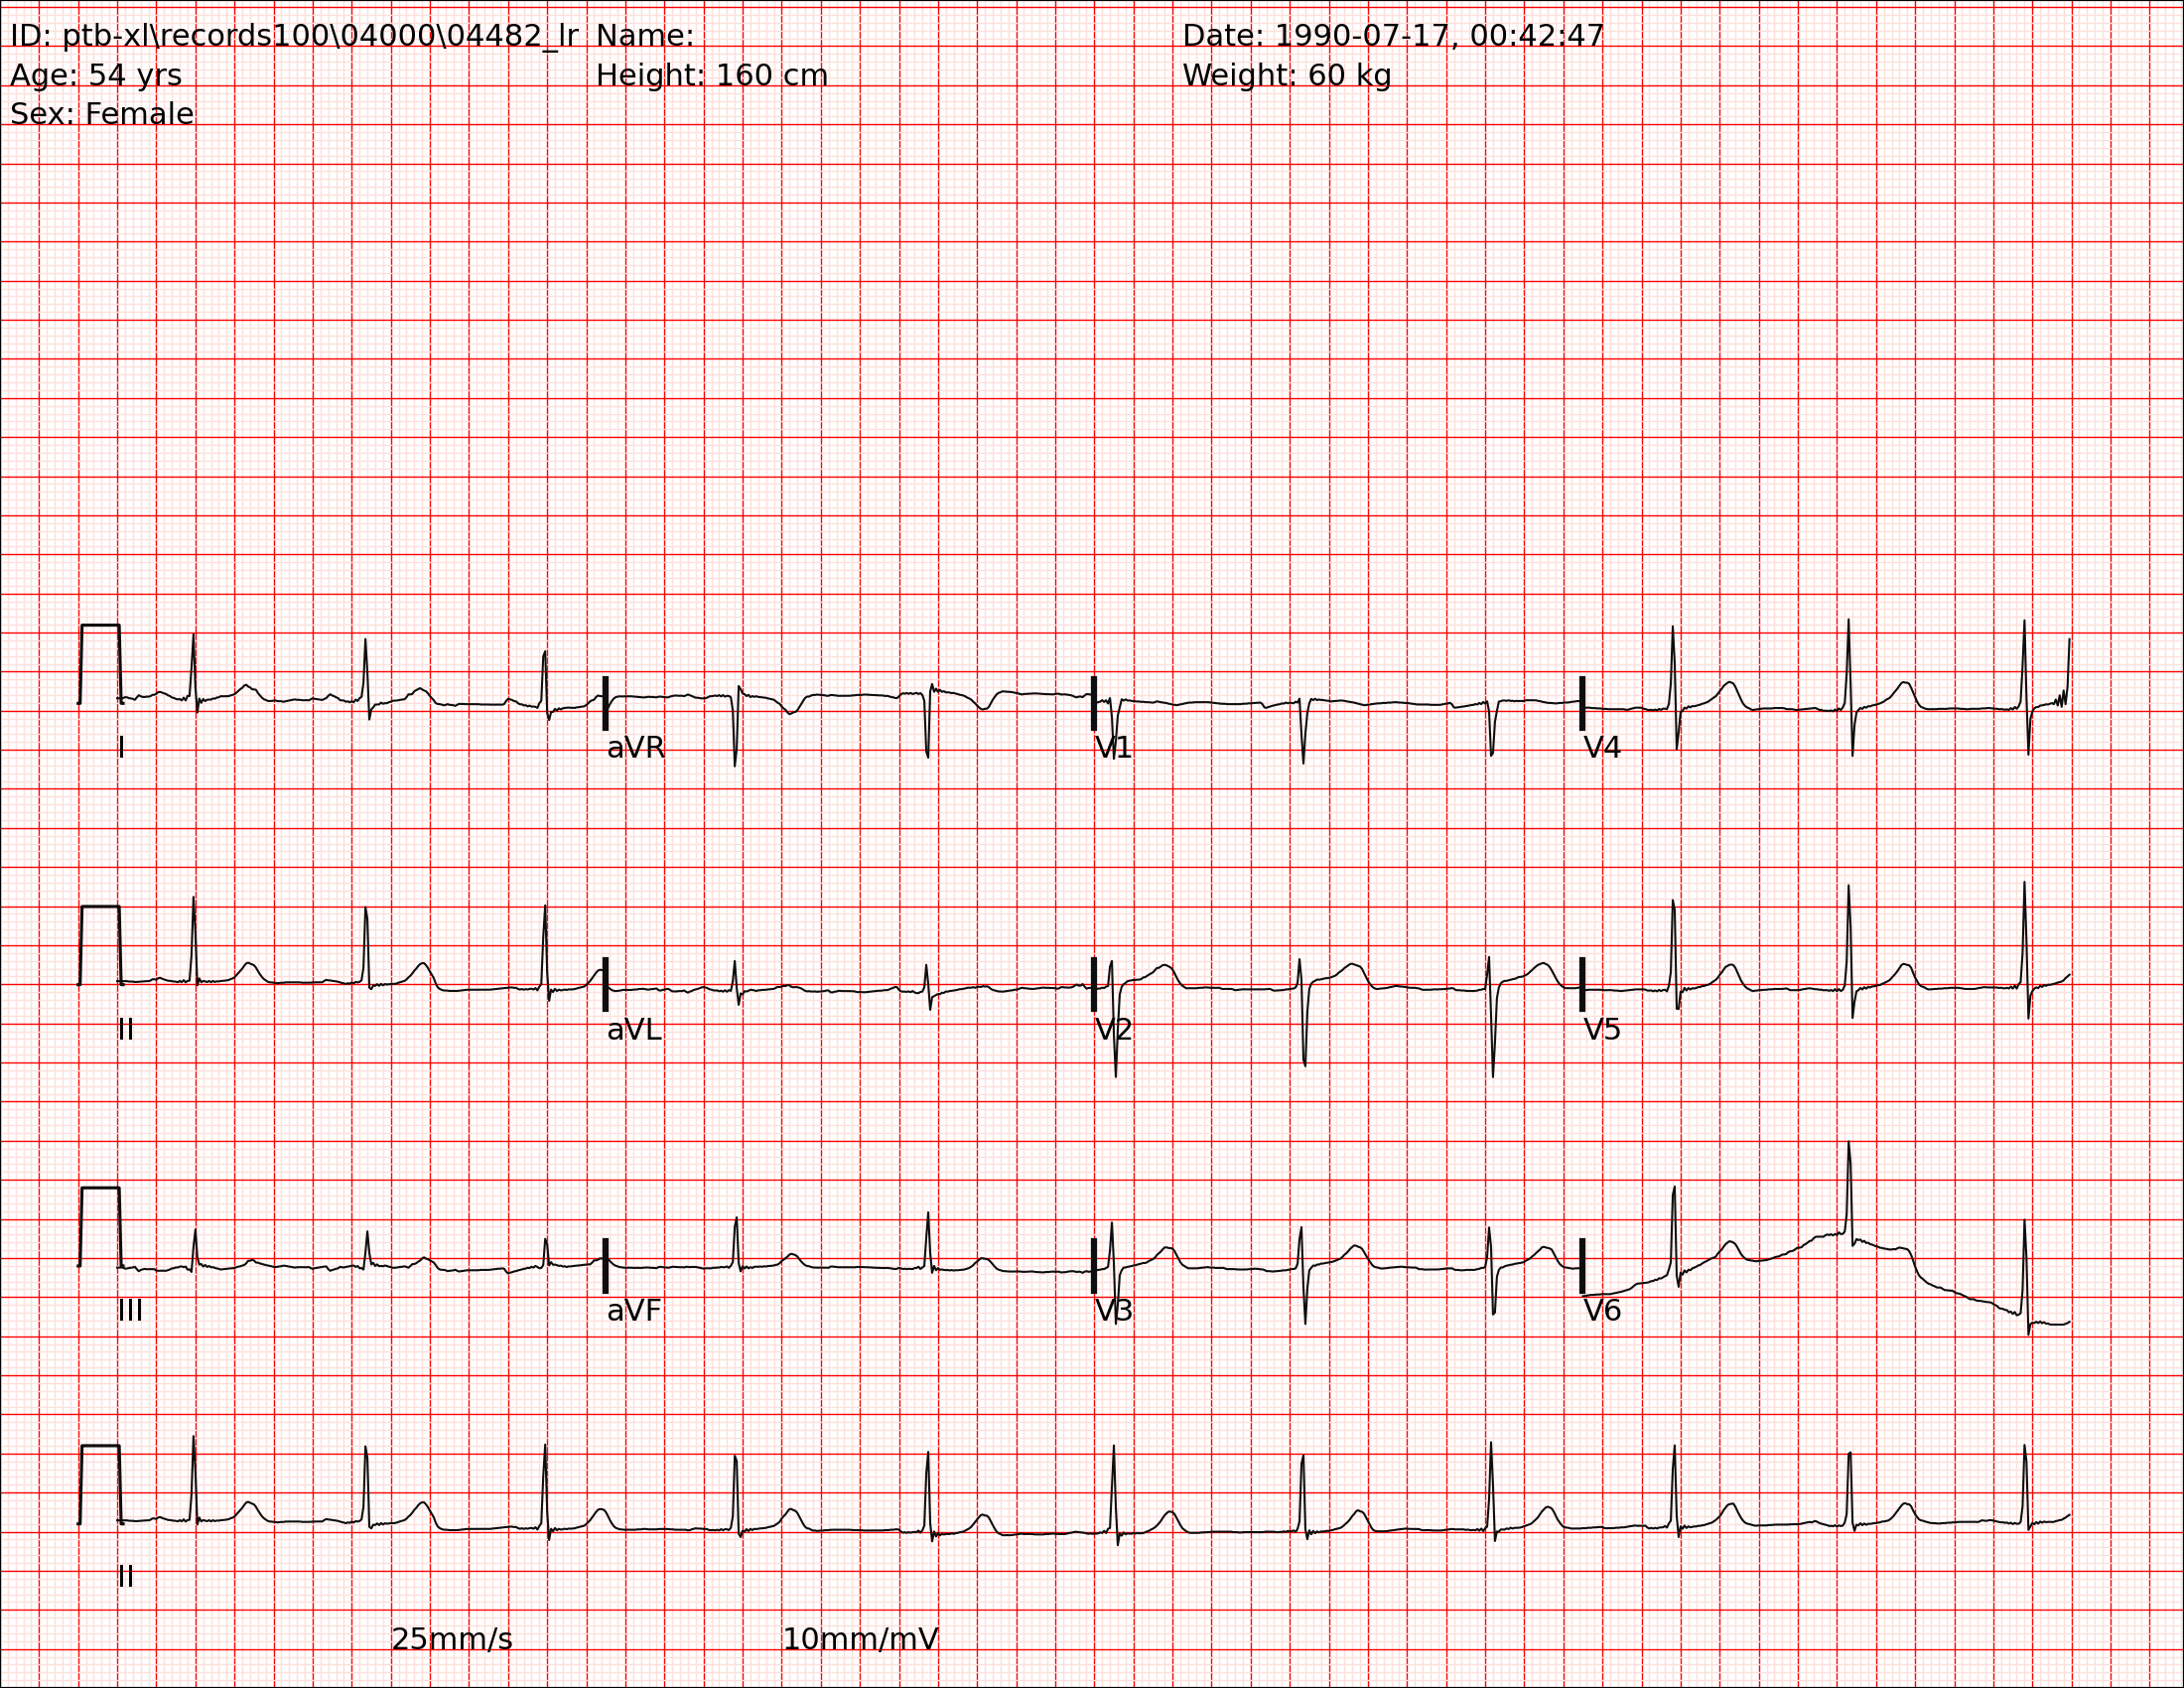 ID: ptb-xl\records100\04000\04482_lr Name: Date: 1990-07-17, 00:42:47
Age: 54 yrs Height: 160 cm Weight: 60 kg
Sex: Female
I aVR V1 V4
II aVL V2 V5
III aVF V3 V6
II
25mm/s 10mm/mV